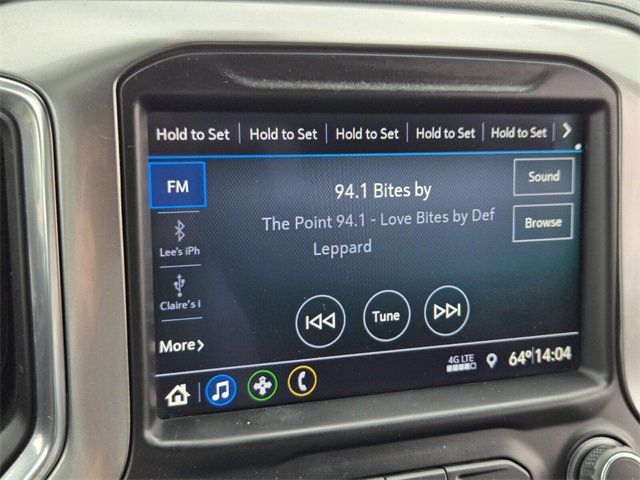 Hold to Set Hold to Set Hold to Set Hold to Set Hold to Set
FM
94.1 Bites by
Sound
The Point 94.1 - Love Bites by Def
Leppard
Browse
Lee's iPh
Claire's i
Tune
More
4G LTE
64° 14:04